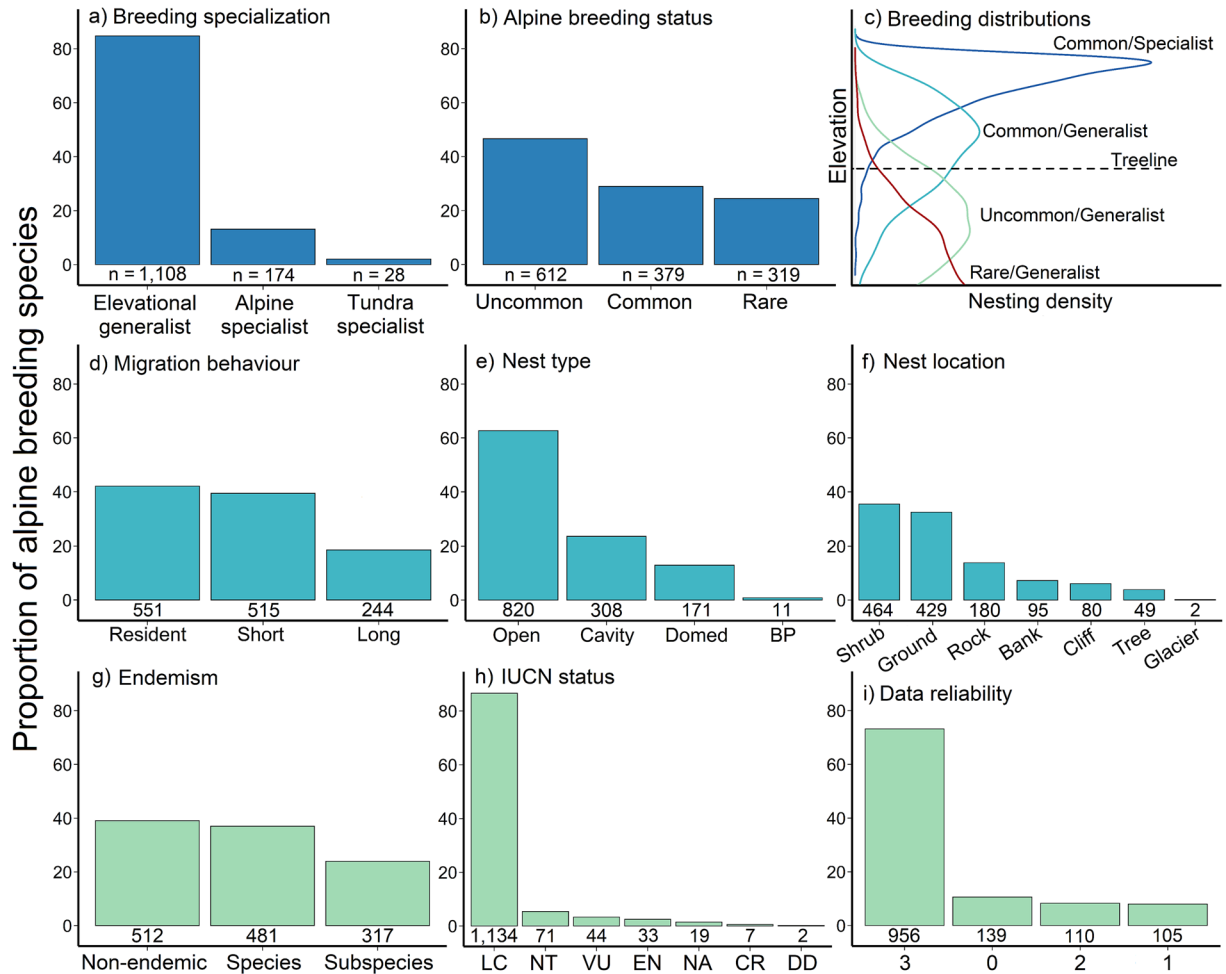 Proportion of alpine breeding species
a) Breeding specialization
80
60
40
20
0
n = 1,108
n = 174
n = 28
Elevational
generalist
Alpine
specialist
Tundra
specialist
b) Alpine breeding status
80
60
40
20
0
n = 612
n = 379
n = 319
Uncommon
Common
Rare
c) Breeding distributions
Common/Specialist
Common/Generalist
Treeline
Uncommon/Generalist
Rare/Generalist
Elevation
Nesting density
d) Migration behaviour
80
60
40
20
0
551
515
244
Resident
Short
Long
e) Nest type
80
60
40
20
0
820
308
171
11
Open
Cavity
Domed
BP
f) Nest location
80
60
40
20
0
464
429
180
95
80
49
2
Shrub
Ground
Rock
Bank
Cliff
Tree
Glacier
g) Endemism
80
60
40
20
0
512
481
317
Non-endemic
Species
Subspecies
h) IUCN status
80
60
40
20
0
1,134
71
44
33
19
7
2
LC
NT
VU
EN
NA
CR
DD
i) Data reliability
80
60
40
20
0
956
139
110
105
3
0
2
1